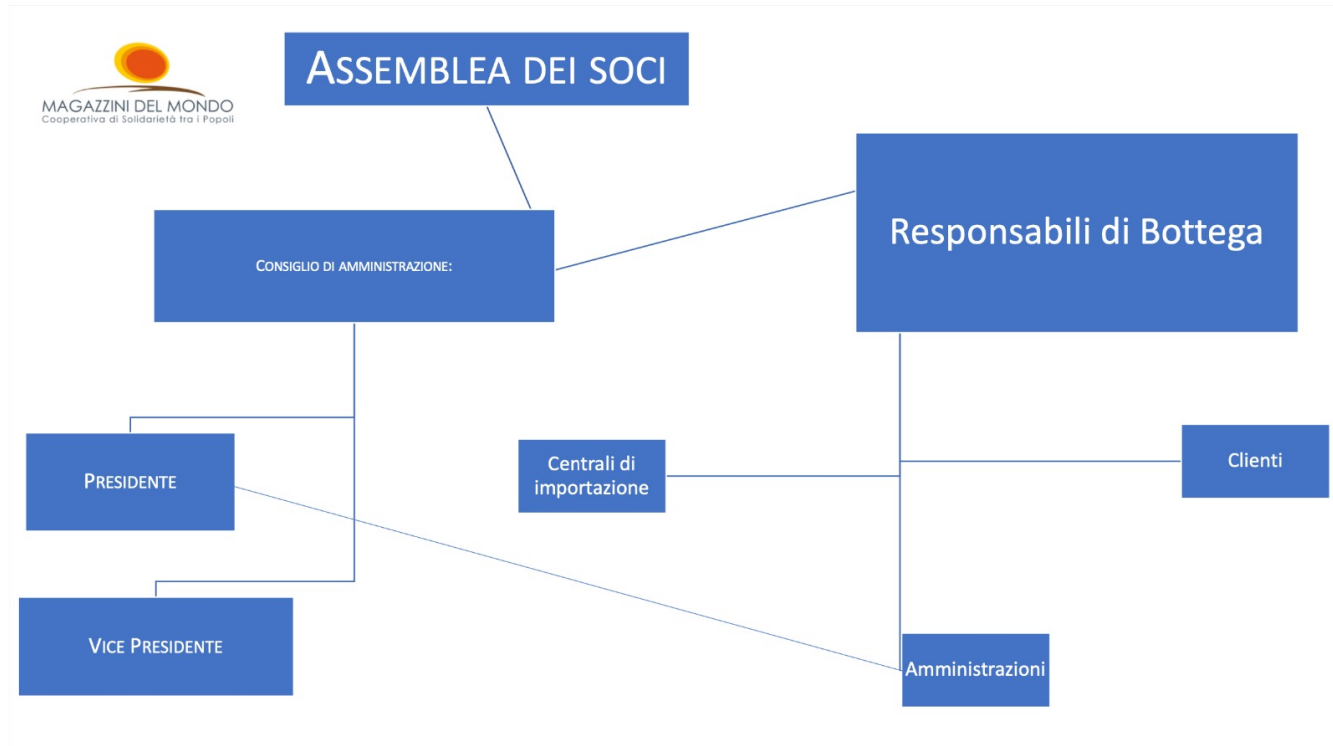 ASSEMBLEA DEI SOCI
MAGAZZINI DEL MONDO
Cooperativa di Solidarietà fra i Popoli
Responsabili di Bottega
CONSIGLIO DI AMMINISTRAZIONE:
PRESIDENTE
Centrali di
importazione
Clienti
VICE PRESIDENTE
Amministrazioni